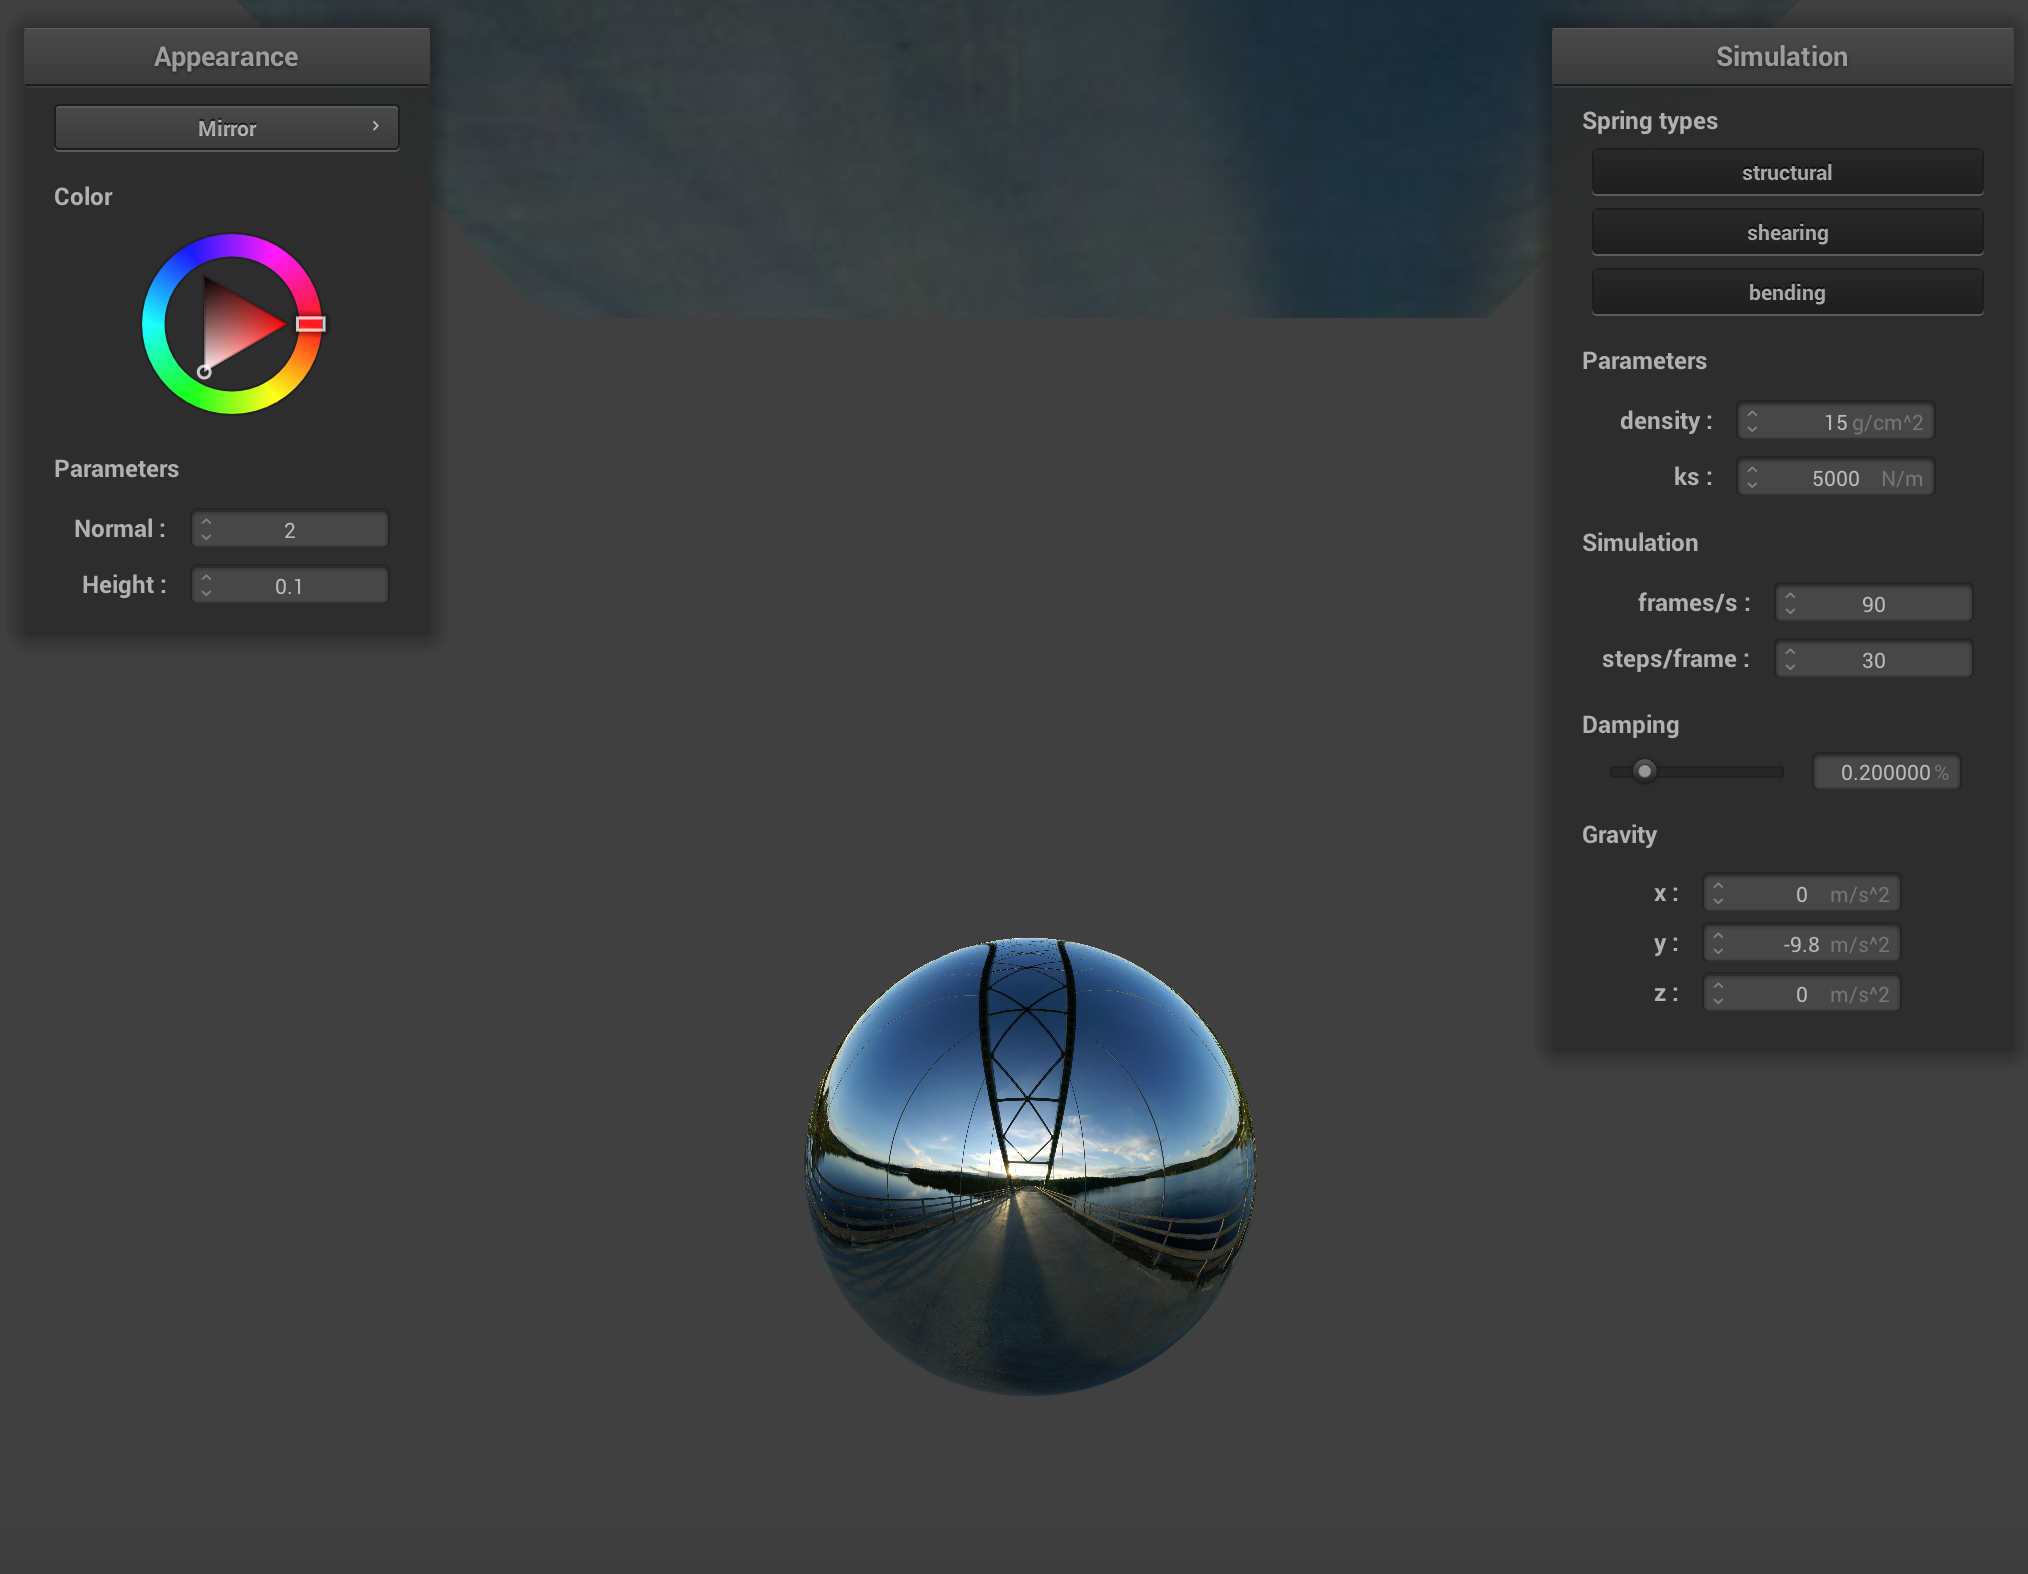 Appearance
Mirror
Color
Parameters
Normal : 2
Height : 0.1
Simulation
Spring types
structural
shearing
bending
Parameters
density : 15 g/cm^2
ks : 5000 N/m
Simulation
frames/s : 90
steps/frame : 30
Damping
0.200000 %
Gravity
x : 0 m/s^2
y : -9.8 m/s^2
z : 0 m/s^2